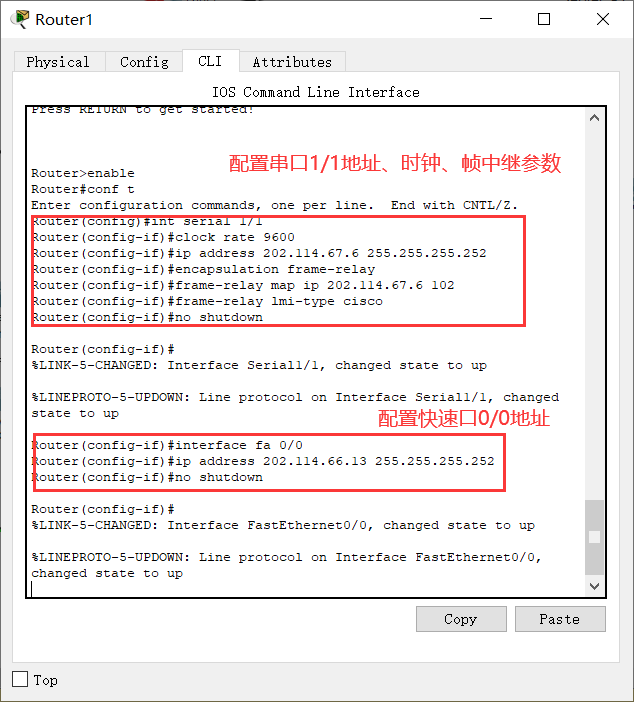 Router1
Physical Config CLI Attributes
IOS Command Line Interface
Press RETURN to get started!
配置串口1/1地址、时钟、帧中继参数
Router>enable
Router#conf t
Enter configuration commands, one per line.  End with CNTL/Z.
Router(config)#int serial 1/1
Router(config-if)#clock rate 9600
Router(config-if)#ip address 202.114.67.6 255.255.255.252
Router(config-if)#encapsulation frame-relay
Router(config-if)#frame-relay map ip 202.114.67.6 102
Router(config-if)#frame-relay lmi-type cisco
Router(config-if)#no shutdown
Router(config-if)#
%LINK-5-CHANGED: Interface Serial1/1, changed state to up
%LINEPROTO-5-UPDOWN: Line protocol on Interface Serial1/1, changed
state to up
配置快速口0/0地址
Router(config-if)#interface fa 0/0
Router(config-if)#ip address 202.114.66.13 255.255.255.252
Router(config-if)#no shutdown
Router(config-if)#
%LINK-5-CHANGED: Interface FastEthernet0/0, changed state to up
%LINEPROTO-5-UPDOWN: Line protocol on Interface FastEthernet0/0,
changed state to up
Copy Paste
Top